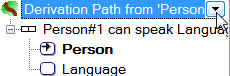 Derivation Path from 'Person
Person#1 can speak Languag
Person
Language